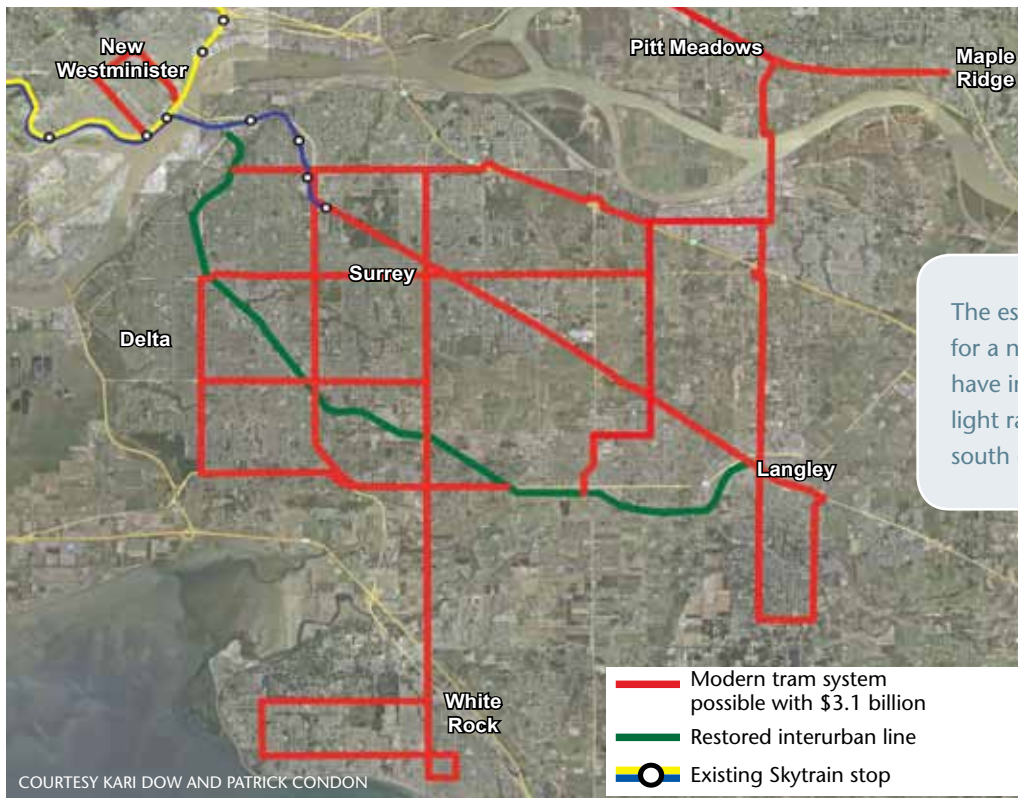 New
Westminister
Pitt Meadows
Maple
Ridge
Surrey
Delta
The es
for a n
have i
light ra
south
Langley
White
Rock
Modern tram system
possible with $3.1 billion
Restored interurban line
Existing Skytrain stop
COURTESY KARI DOW AND PATRICK CONDON